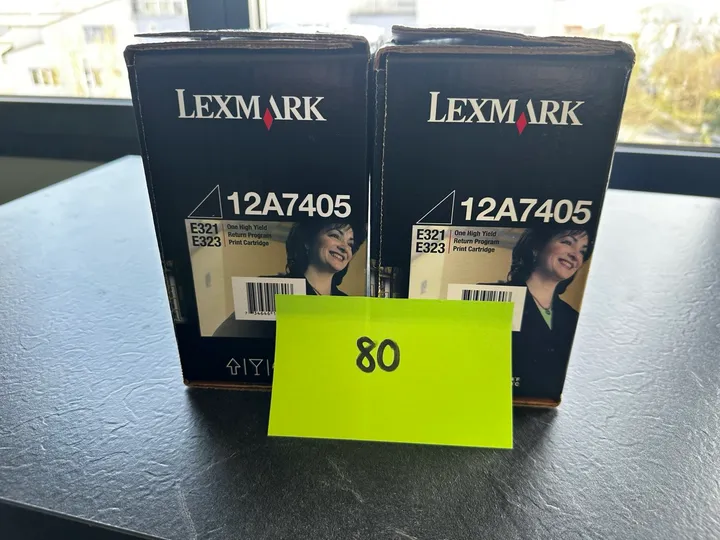 LEXMARK
12A7405
E321
E323
One High Yield
Return Program
Print Cartridge
LEXMARK
12A7405
E321
E323
One High Yield
Return Program
Print Cartridge
80